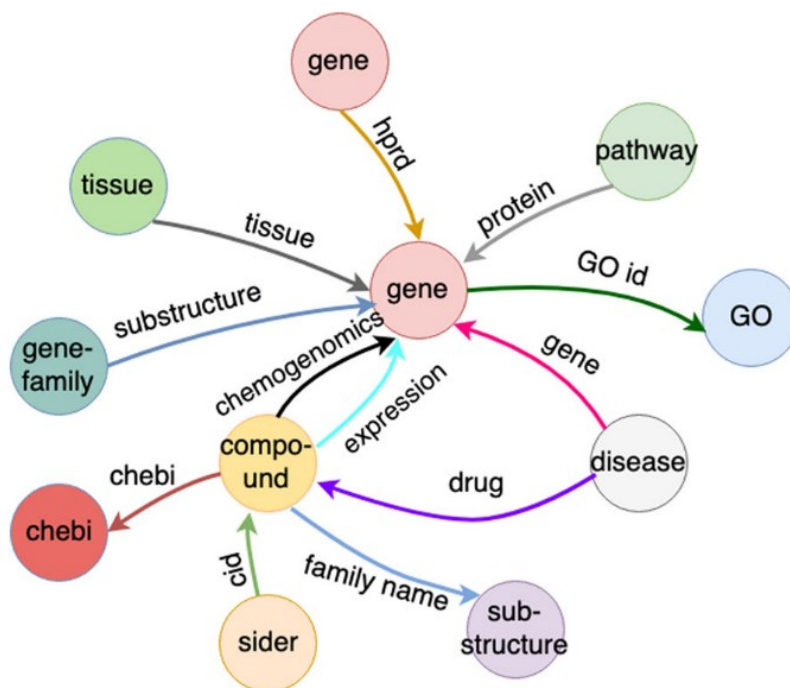 gene
hprd
pathway
tissue
protein
tissue
GO id
gene
substructure
GO
gene-
family
chemogenomics
gene
expression
compo-
und
disease
chebi
drug
chebi
cid
family name
sub-
structure
sider